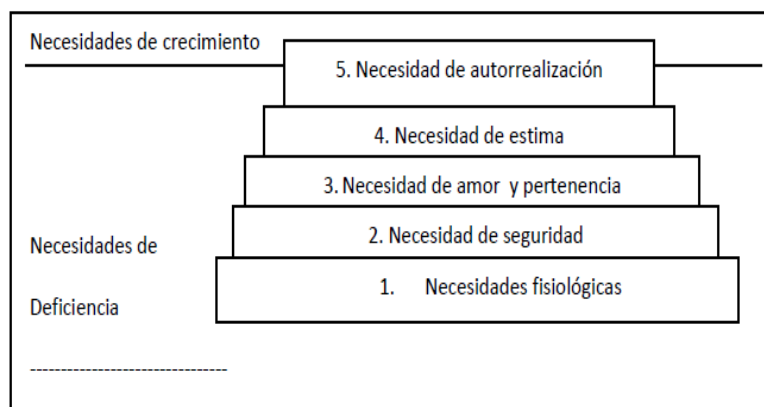 Necesidades de crecimiento
5. Necesidad de autorrealización
4. Necesidad de estima
3. Necesidad de amor y pertenencia
2. Necesidad de seguridad
Necesidades de
1. Necesidades fisiológicas
Deficiencia
--------------------------------